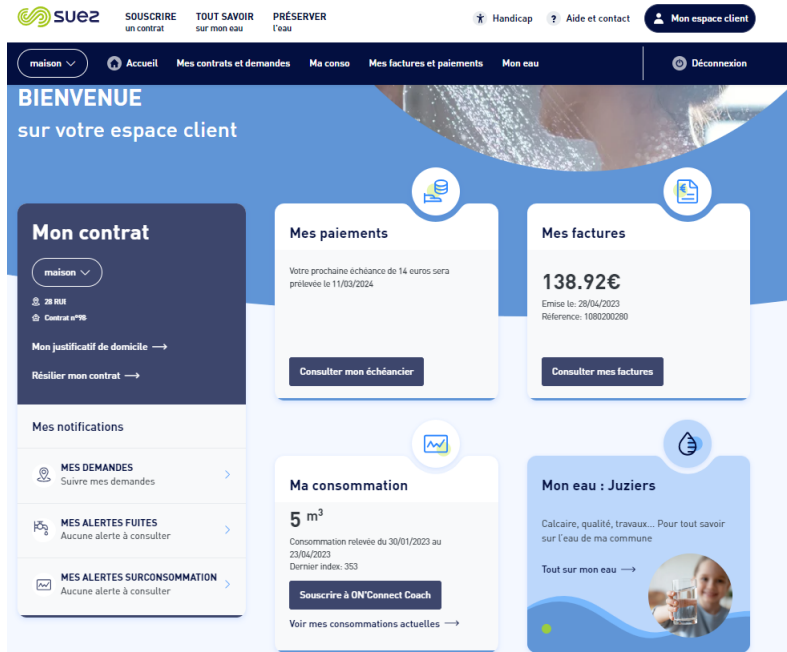 suez
SOUSCRIRE
un contrat
TOUT SAVOIR
sur mon eau
PRÉSERVER
l'eau
Handicap
? Aide et contact
Mon espace client
maison
Accueil
Mes contrats et demandes
Ma conso
Mes factures et paiements
Mon eau
Déconnexion
BIENVENUE
sur votre espace client
Mon contrat
maison
28 RUE
Contrat n°98
Mon justificatif de domicile →
Résilier mon contrat →
Mes notifications
MES DEMANDES
Suivre mes demandes
MES ALERTES FUITES
Aucune alerte à consulter
MES ALERTES SURCONSOMMATION
Aucune alerte à consulter
Mes paiements
Votre prochaine échéance de 14 euros sera
prélevée le 11/03/2024
Consulter mon échéancier
Mes factures
138.92€
Emise le: 28/04/2023
Réference: 1080200280
Consulter mes factures
Ma consommation
5 m³
Consommation relevée du 30/01/2023 au
23/04/2023
Dernier index: 353
Souscrire à ON'Connect Coach
Voir mes consommations actuelles →
Mon eau : Juziers
Calcaire, qualité, travaux... Pour tout savoir
sur l'eau de ma commune
Tout sur mon eau →